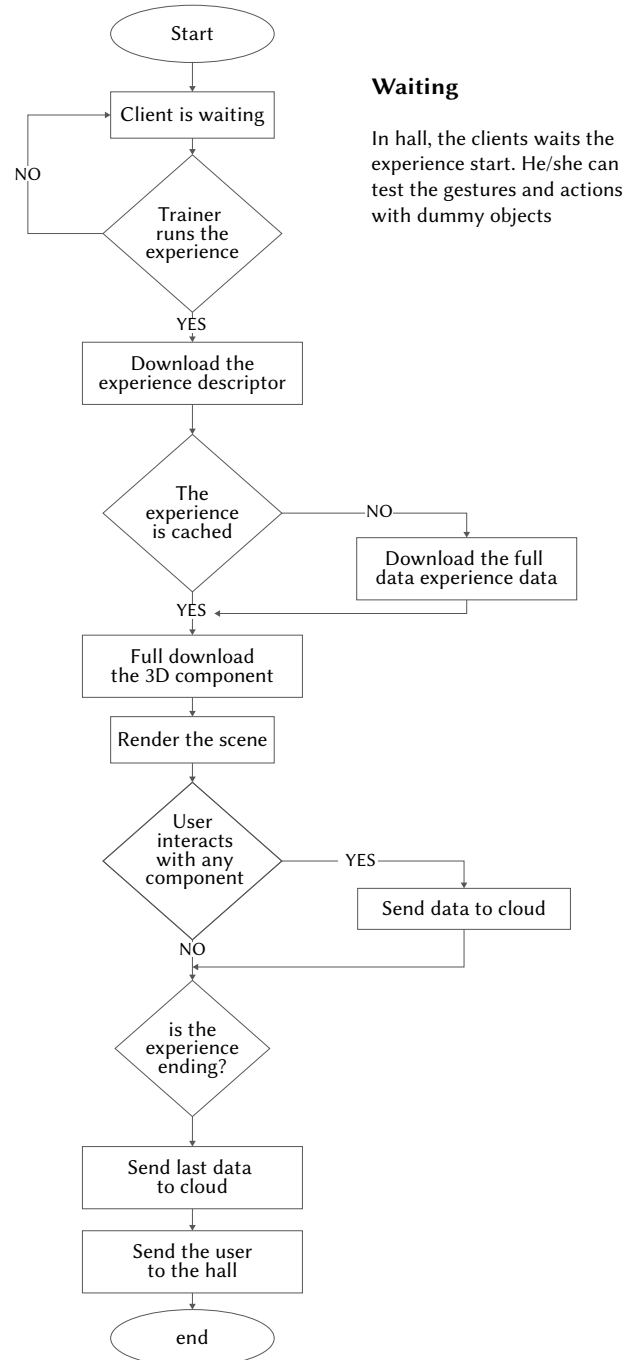 Start
Waiting
Client is waiting
In hall, the clients waits the
experience start. He/she can
test the gestures and actions
with dummy objects
NO
Trainer
runs the
experience
YES
Download the
experience descriptor
The
experience
is cached
NO
Download the full
data experience data
YES
Full download
the 3D component
Render the scene
User
interacts
with any
component
YES
Send data to cloud
NO
is the
experience
ending?
Send last data
to cloud
Send the user
to the hall
end